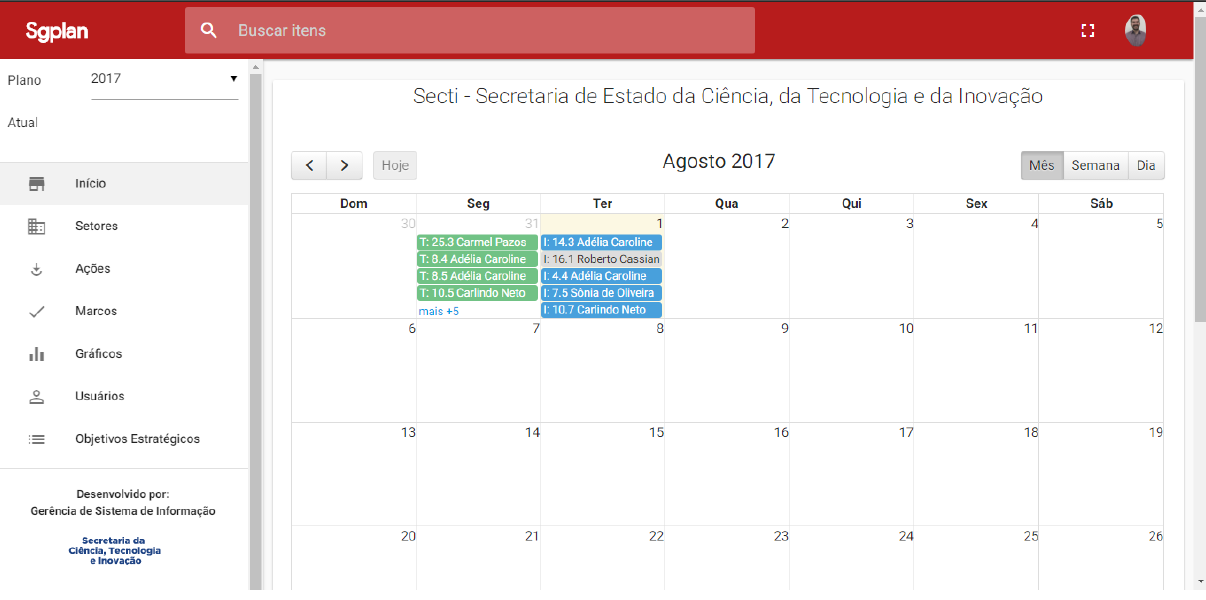 Sgplan
Buscar itens
Plano
2017
Atual
Início
Setores
Ações
Marcos
Gráficos
Usuários
Objetivos Estratégicos
Desenvolvido por:
Gerência de Sistema de Informação
Secretaria da
Ciência, Tecnologia
e Inovação
Secti - Secretaria de Estado da Ciência, da Tecnologia e da Inovação
Hoje
Agosto 2017
Mês Semana Dia
Dom Seg Ter Qua Qui Sex Sáb
30 31 1 2 3 4 5
T: 25.3 Carmel Pazos I: 14.3 Adélia Caroline
T: 8.4 Adélia Caroline I: 16.1 Roberto Cassian
T: 8.5 Adélia Caroline I: 4.4 Adélia Caroline
T: 10.5 Carlindo Neto I: 7.5 Sônia de Oliveira
mais +5 I: 10.7 Carlindo Neto
6 7 8 9 10 11 12
13 14 15 16 17 18 19
20 21 22 23 24 25 26